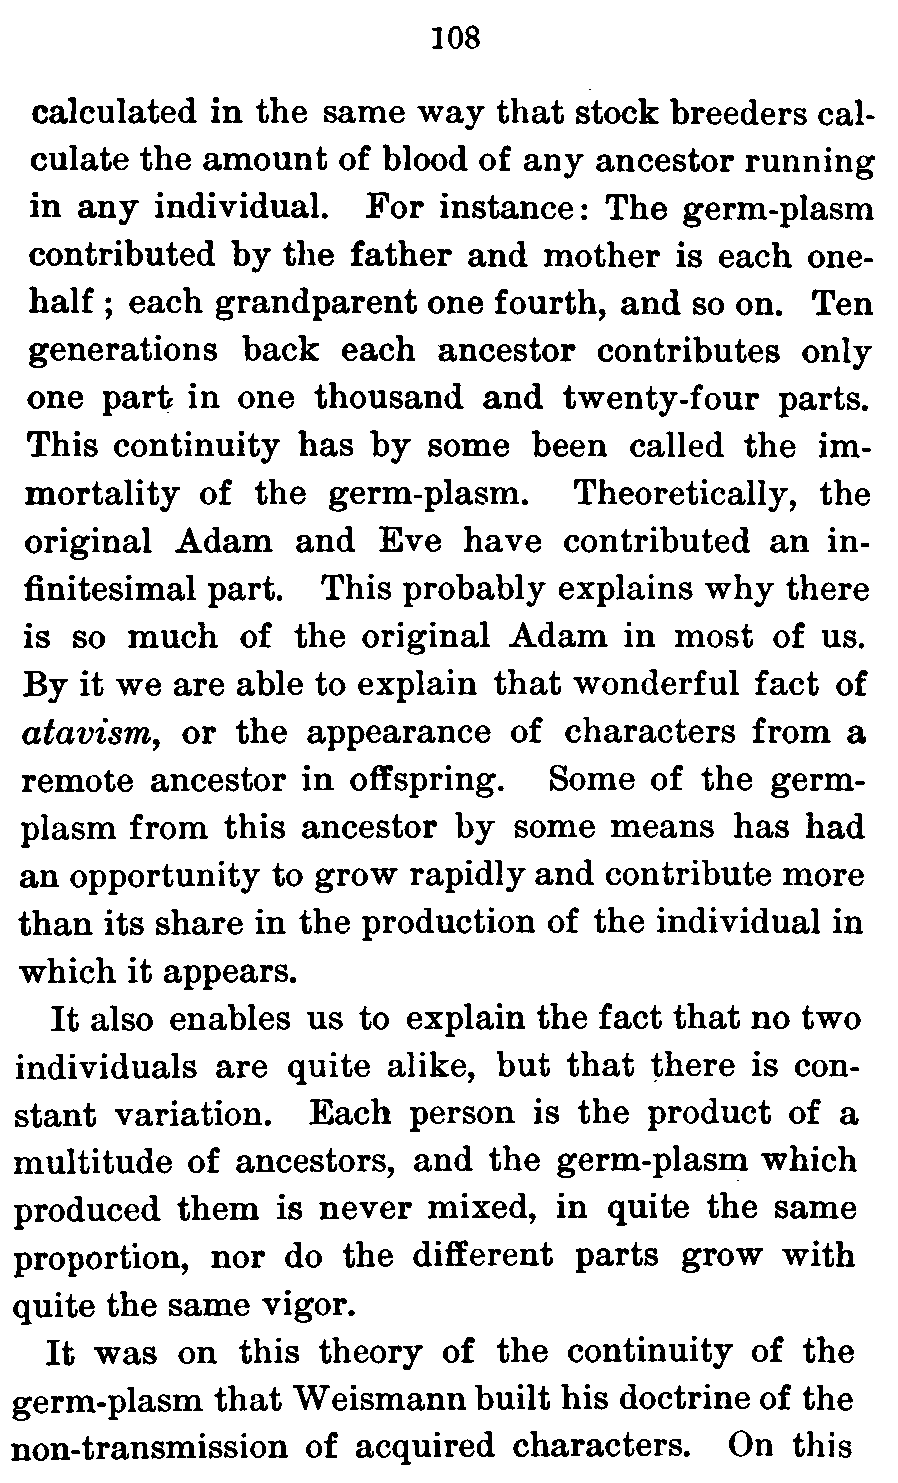 108
calculated in the same way that stock breeders cal-
culate the amount of blood of any ancestor running
in any individual. For instance: The germ-plasm
contributed by the father and mother is each one-
half ; each grandparent one fourth, and so on. Ten
generations back each ancestor contributes only
one part in one thousand and twenty-four parts.
This continuity has by some been called the im-
mortality of the germ-plasm. Theoretically, the
original Adam and Eve have contributed an in-
finitesimal part. This probably explains why there
is so much of the original Adam in most of us.
By it we are able to explain that wonderful fact of
atavism, or the appearance of characters from a
remote ancestor in offspring. Some of the germ-
plasm from this ancestor by some means has had
an opportunity to grow rapidly and contribute more
than its share in the production of the individual in
which it appears.
It also enables us to explain the fact that no two
individuals are quite alike, but that there is con-
stant variation. Each person is the product of a
multitude of ancestors, and the germ-plasm which
produced them is never mixed, in quite the same
proportion, nor do the different parts grow with
quite the same vigor.
It was on this theory of the continuity of the
germ-plasm that Weismann built his doctrine of the
non-transmission of acquired characters. On this